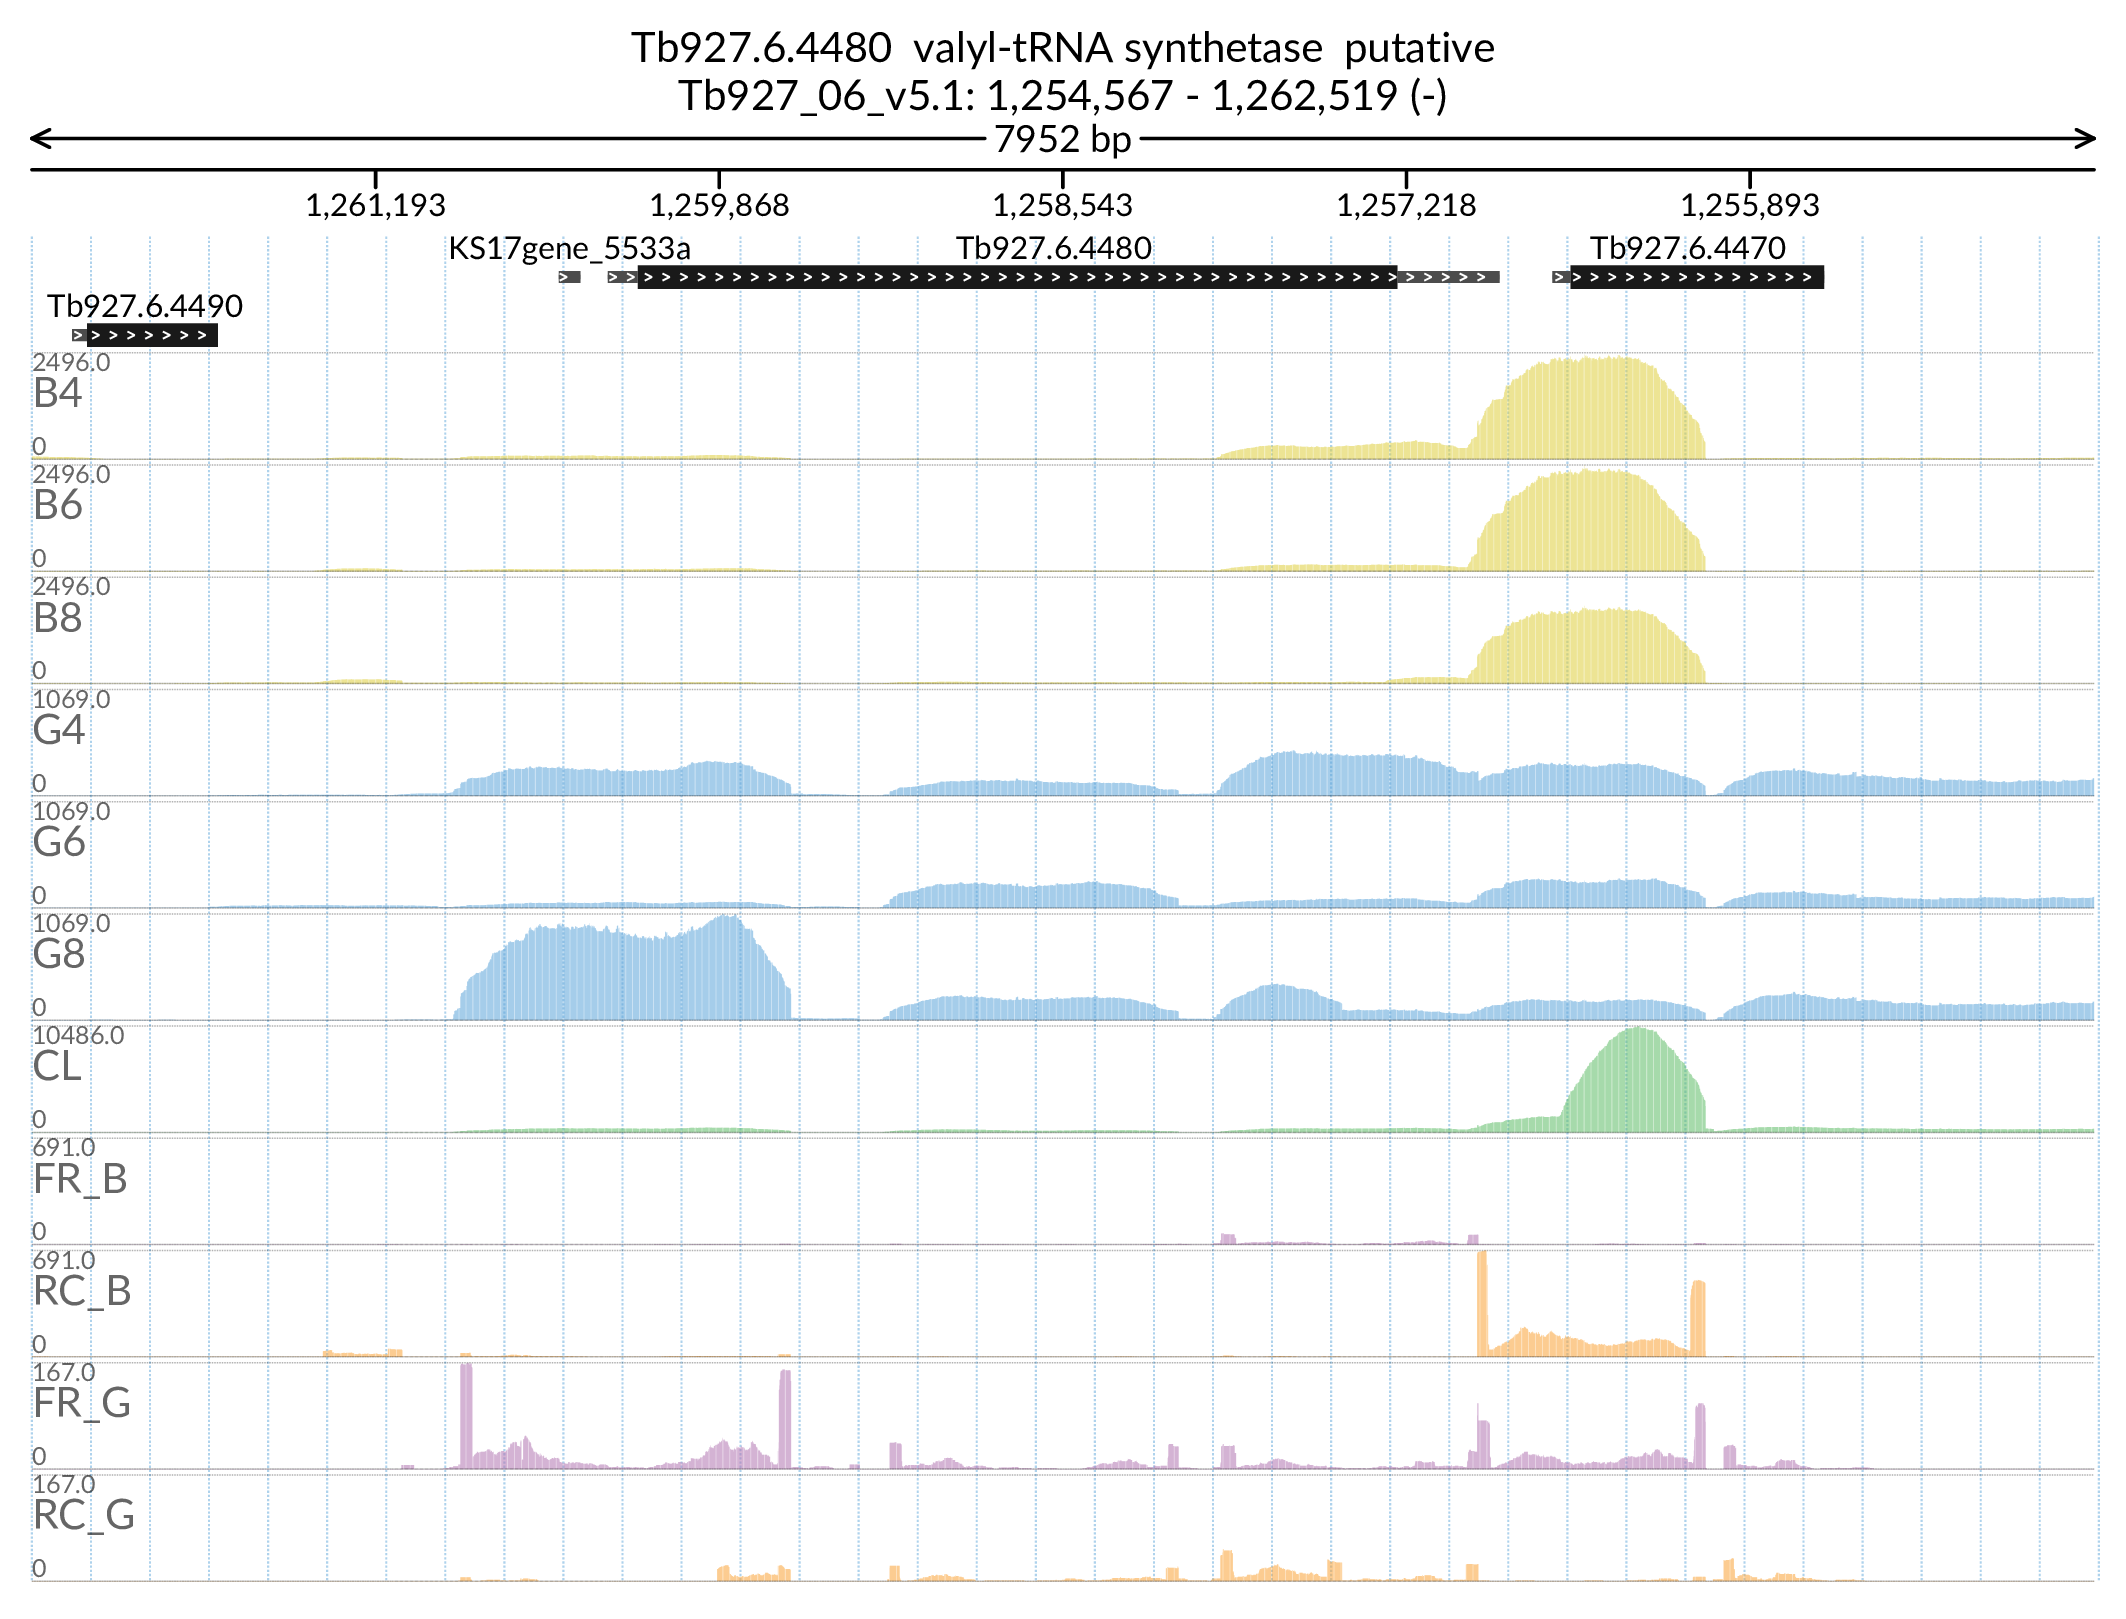 Tb927.6.4480  valyl-tRNA synthetase  putative
Tb927_06_v5.1: 1,254,567 - 1,262,519 (-)
7952 bp
1,261,193 1,259,868 1,258,543 1,257,218 1,255,893
KS17gene_5533a Tb927.6.4480 Tb927.6.4470
Tb927.6.4490
2496.0
B4
0
2496.0
B6
0
2496.0
B8
0
1069.0
G4
0
1069.0
G6
0
1069.0
G8
0
10486.0
CL
0
691.0
FR_B
0
691.0
RC_B
0
167.0
FR_G
0
167.0
RC_G
0